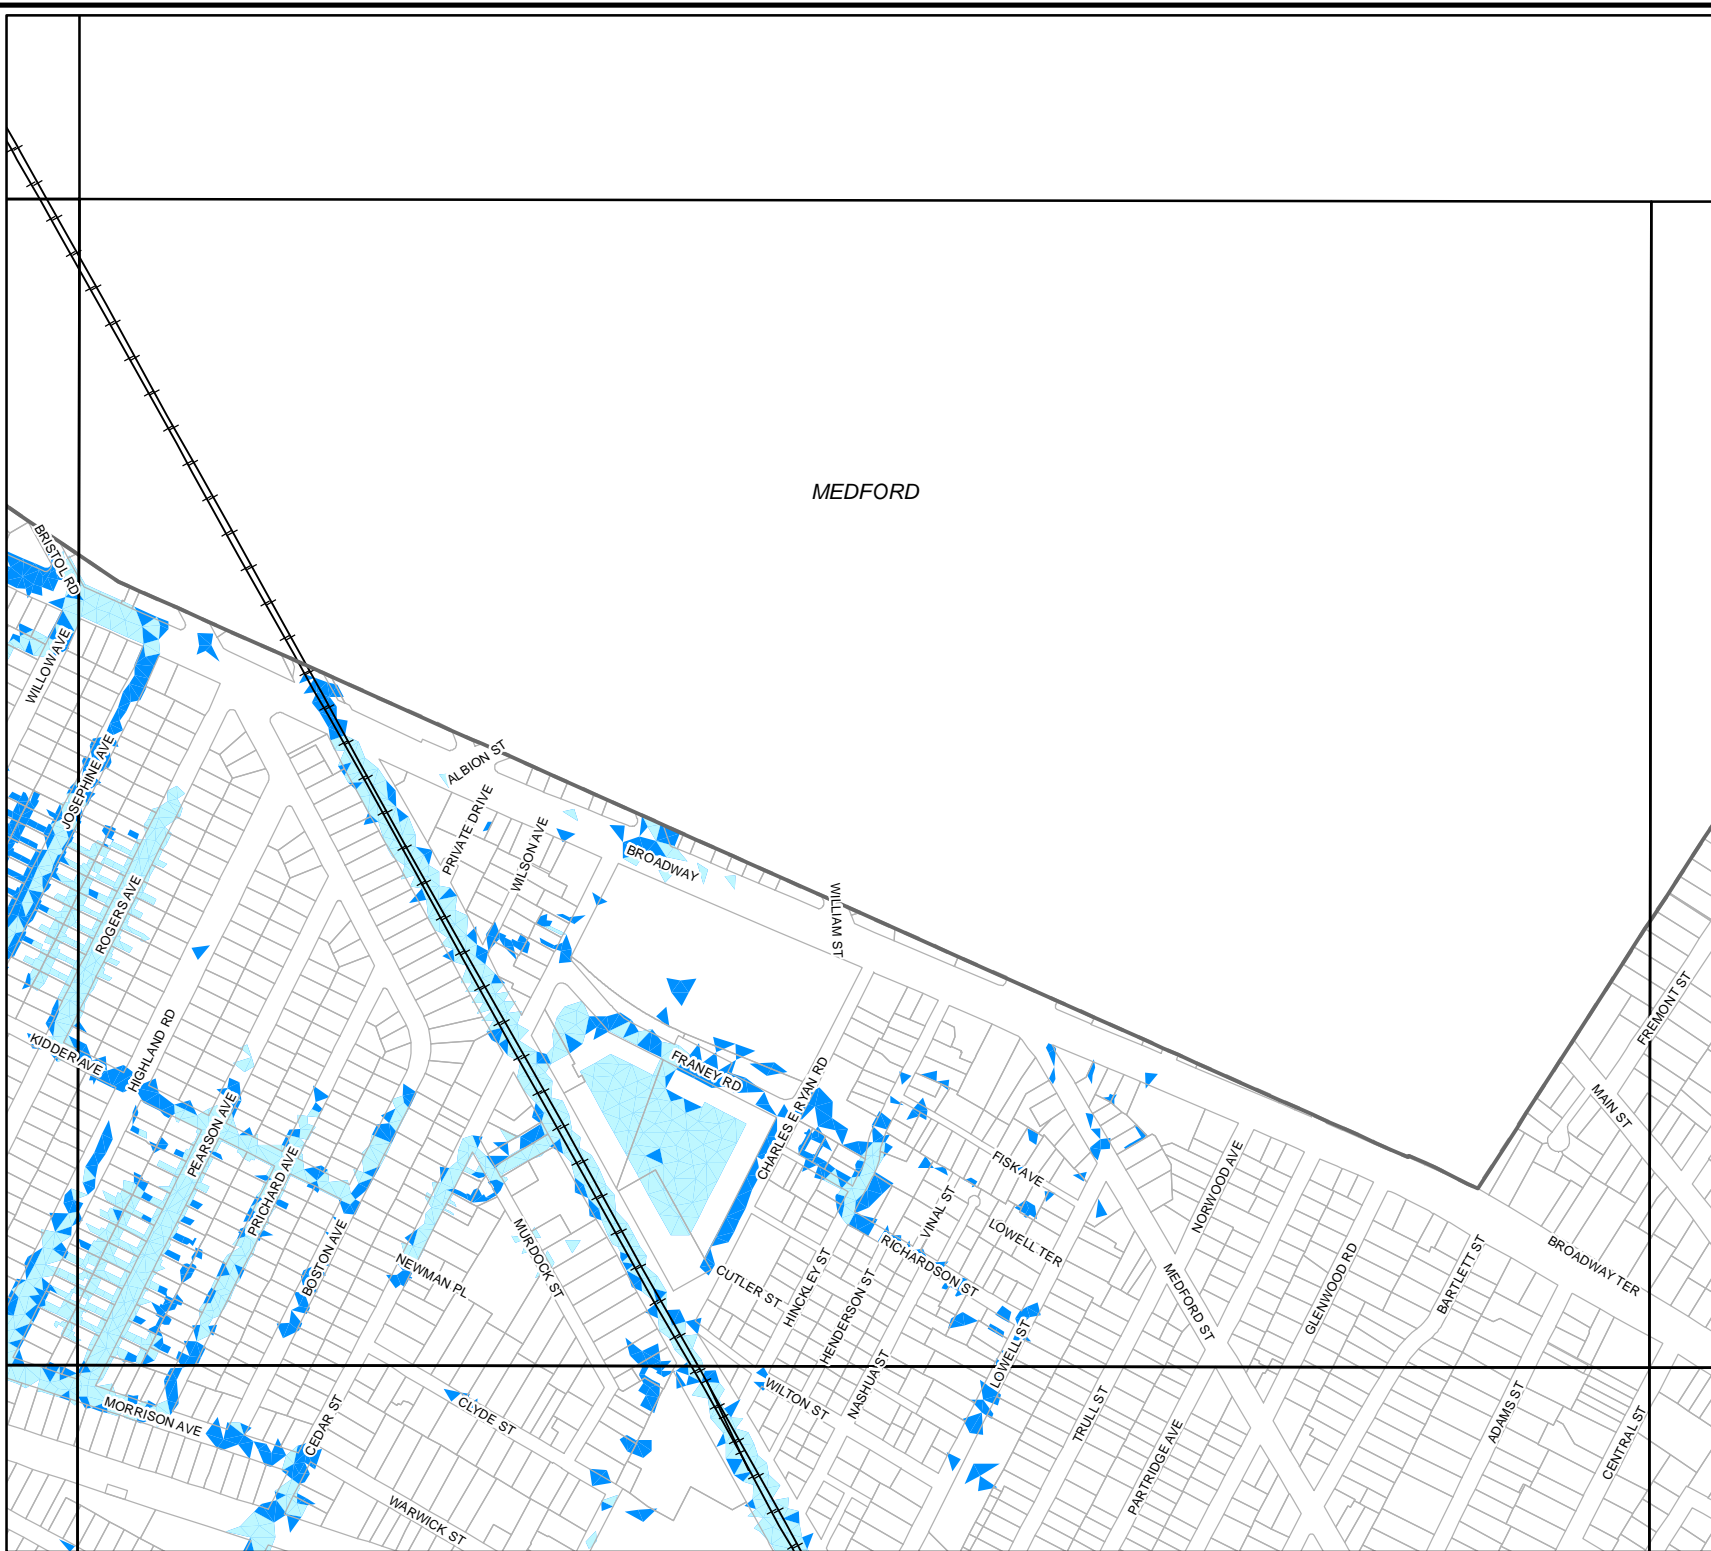 MEDFORD
BRISTOL RD
WILLOW AVE
JOSEPHINE AVE
ALBION ST
PRIVATE DRIVE
WILSON AVE
BROADWAY
WILLIAM ST
ROGERS AVE
FREMONT ST
KIDDER AVE
HIGHLAND RD
FRANEY RD
CHARLES E RYAN RD
MAIN ST
PEARSON AVE
PRICHARD AVE
FISK AVE
NORWOOD AVE
VINAL ST
LOWELL TER
MURDOCK ST
BOSTON AVE
NEWMAN PL
CUTLER ST
HINCKLEY ST
RICHARDSON ST
HENDERSON ST
MEDFORD ST
GLENWOOD RD
BARTLETT ST
BROADWAY TER
LOWELL ST
NASHUA ST
WILTON ST
MORRISON AVE
CEDAR ST
CLYDE ST
TRULL ST
PARTRIDGE AVE
ADAMS ST
CENTRAL ST
WARWICK ST